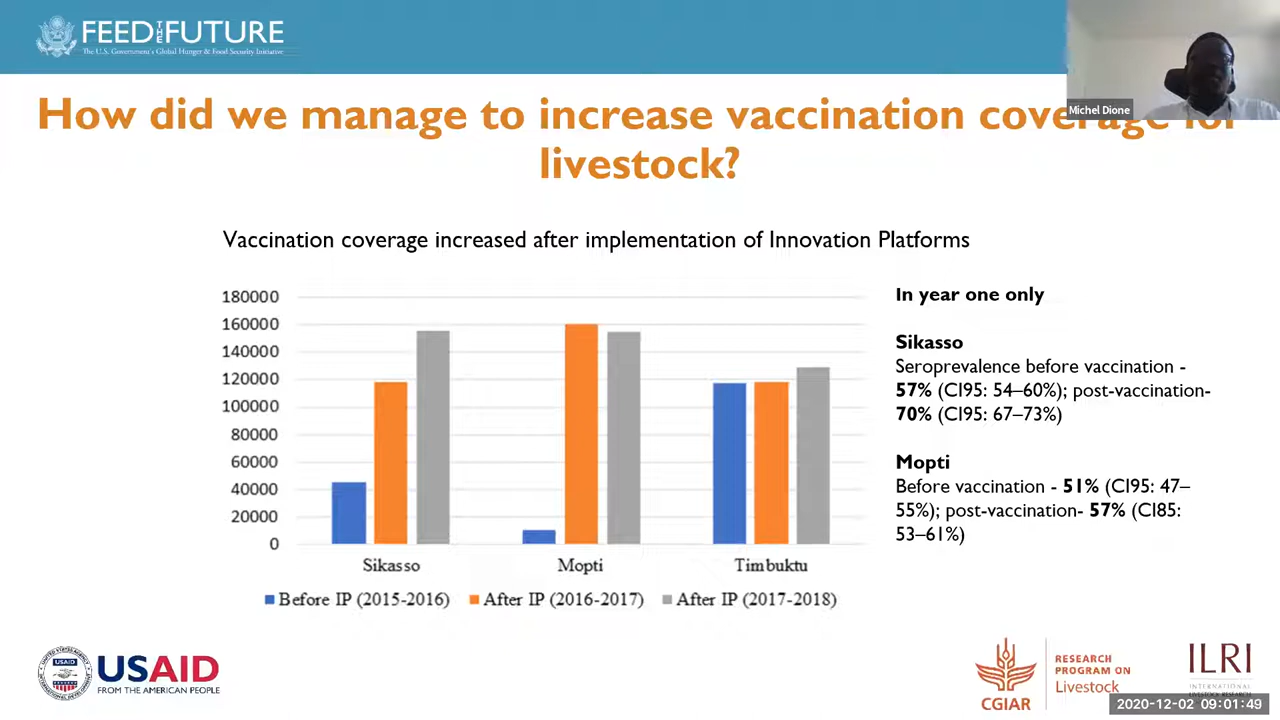 FEED THE FUTURE
The U.S. Government's Global Hunger & Food Security Initiative
Michel Dione
How did we manage to increase vaccination coverage for
livestock?
Vaccination coverage increased after implementation of Innovation Platforms
180000
160000
140000
120000
100000
80000
60000
40000
20000
0
Sikasso Mopti Timbuktu
Before IP (2015-2016) After IP (2016-2017) After IP (2017-2018)
In year one only
Sikasso
Seroprevalence before vaccination -
57% (CI95: 54–60%); post-vaccination-
70% (CI95: 67–73%)
Mopti
Before vaccination - 51% (CI95: 47–
55%); post-vaccination- 57% (CI85:
53–61%)
USAID
USAID
FROM THE AMERICAN PEOPLE
CGIAR
RESEARCH
PROGRAM ON
Livestock
ILRI
INTERNATIONAL
LIVESTOCK RESEARCH
2020-12-02 09:01:49